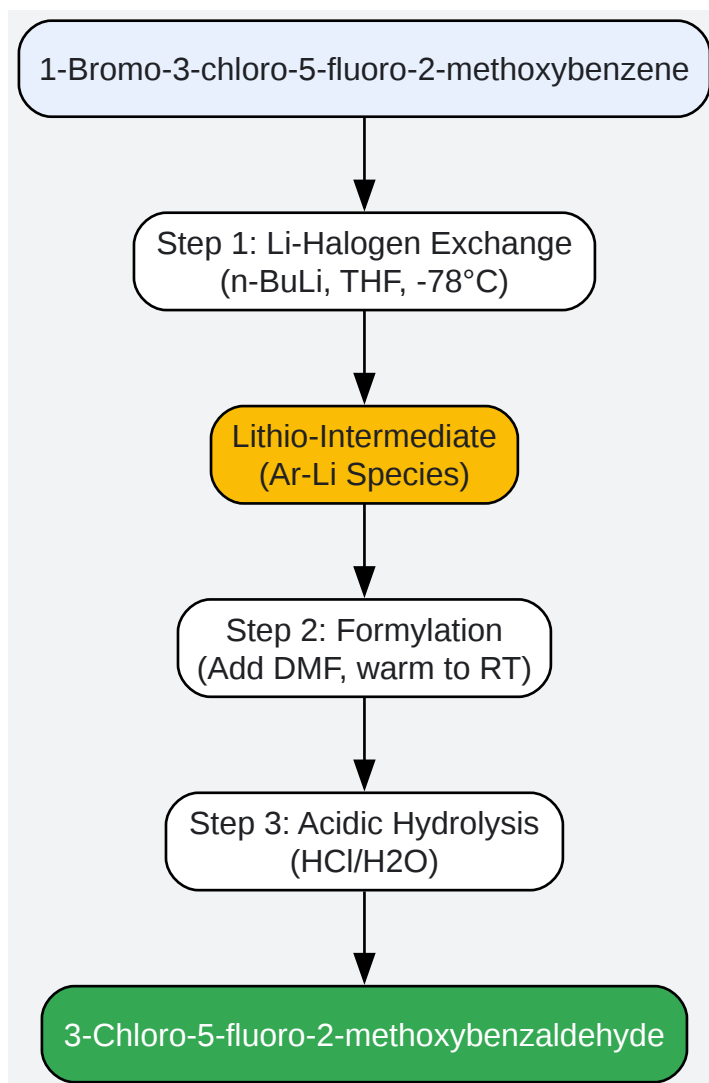 1-Bromo-3-chloro-5-fluoro-2-methoxybenzene
Step 1: Li-Halogen Exchange
(n-BuLi, THF, -78°C)
Lithio-Intermediate
(Ar-Li Species)
Step 2: Formylation
(Add DMF, warm to RT)
Step 3: Acidic Hydrolysis
(HCl/H2O)
3-Chloro-5-fluoro-2-methoxybenzaldehyde